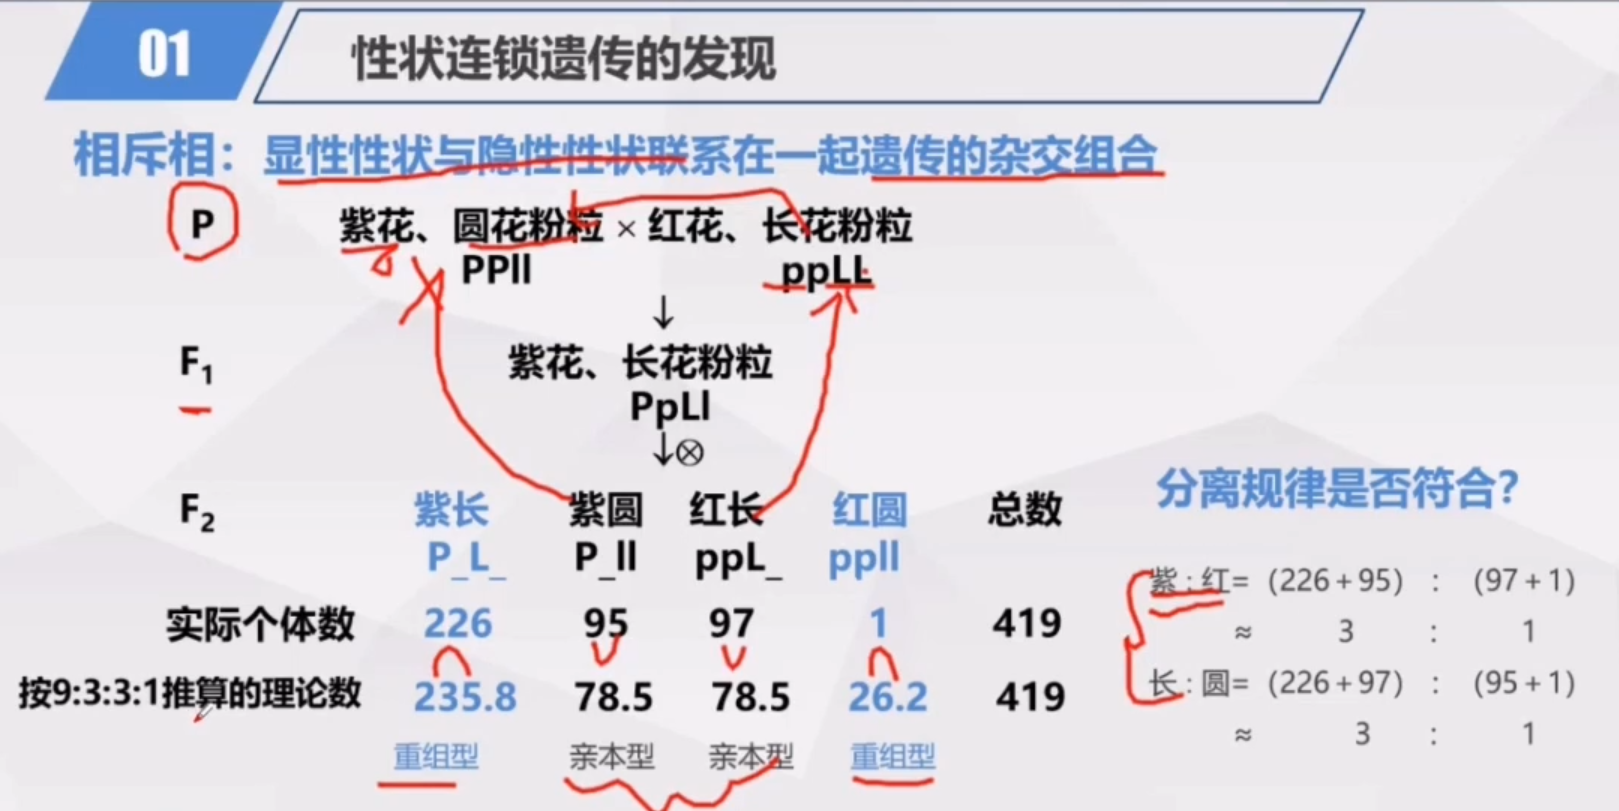 01 性状连锁遗传的发现
相斥相：显性性状与隐性性状联系在一起遗传的杂交组合
P 紫花、圆花粉粒 × 红花、长花粉粒
PPll ppLL
↓
F₁ 紫花、长花粉粒
PpLl
↓⊗
F₂ 紫长 紫圆 红长 红圆 总数
P_L_ P_ll ppL_ ppll
实际个体数 226 95 97 1 419
按9:3:3:1推算的理论数 235.8 78.5 78.5 26.2 419
重组型 亲本型 亲本型 重组型
分离规律是否符合？
紫:红= (226+95) : (97+1)
≈ 3 : 1
长:圆= (226+97) : (95+1)
≈ 3 : 1